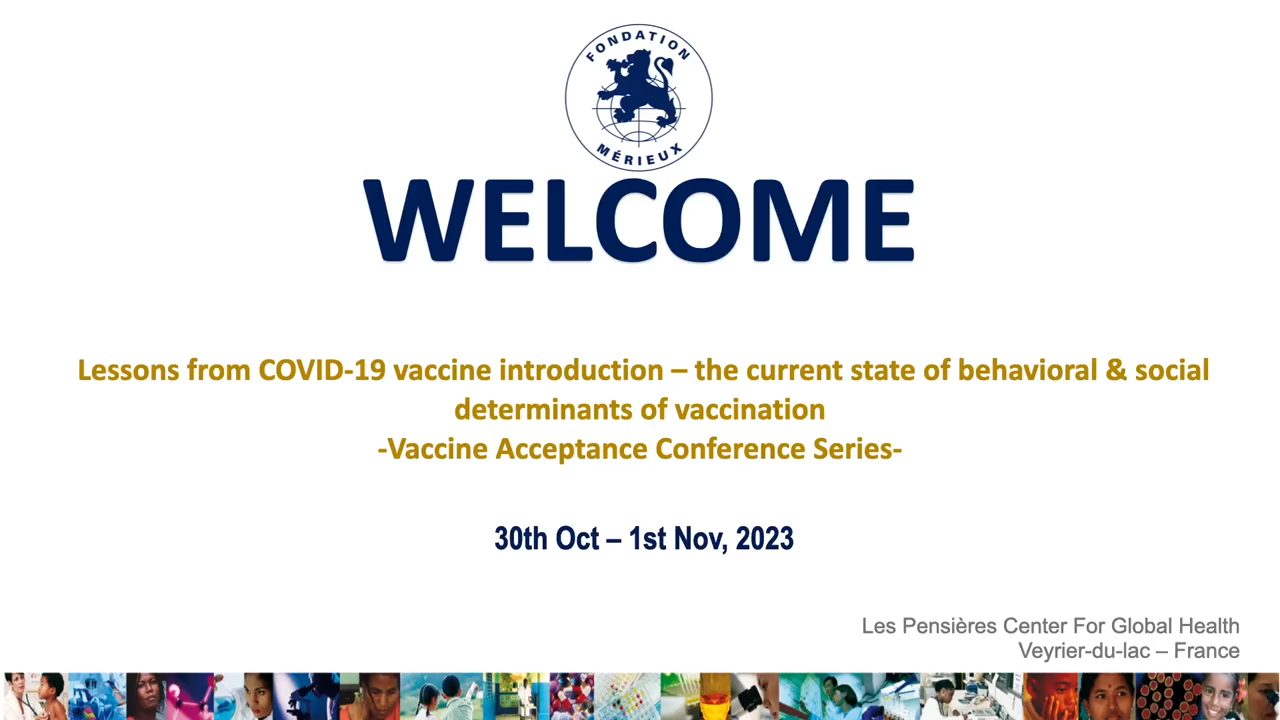 FONDATION
MÉRIEUX
WELCOME
Lessons from COVID-19 vaccine introduction – the current state of behavioral & social
determinants of vaccination
-Vaccine Acceptance Conference Series-
30th Oct – 1st Nov, 2023
Les Pensières Center For Global Health
Veyrier-du-lac – France